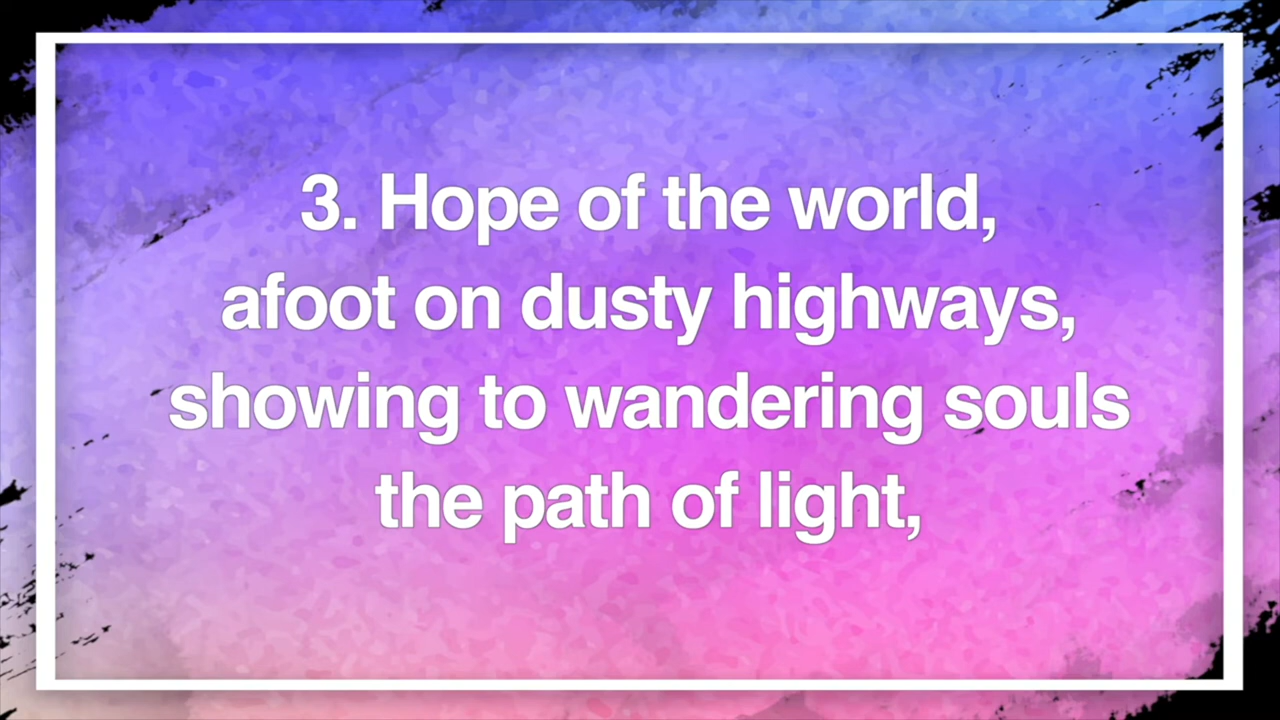 3. Hope of the world,
afoot on dusty highways,
showing to wandering souls
the path of light,